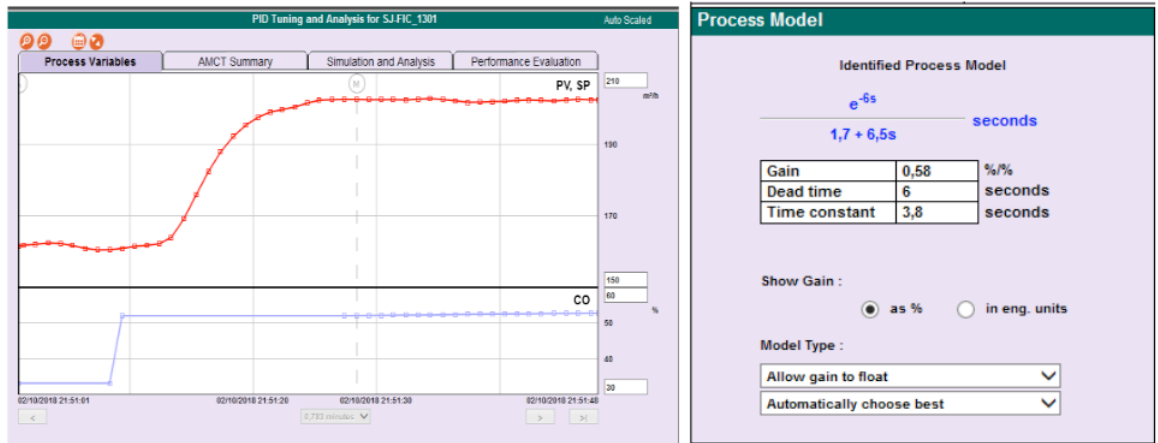 PID Tuning and Analysis for SJ-FIC_1301
Auto Scaled
Process Variables
AMCT Summary
Simulation and Analysis
Performance Evaluation
PV, SP
210
m³/h
190
170
150
CO
60
%
50
40
30
02/10/2018 21:51:01
02/10/2018 21:51:20
02/10/2018 21:51:30
02/10/2018 21:51:48
<
0,783 minutes
>
>|
Process Model
Identified Process Model
e-6s
1,7 + 6,5s
seconds
Gain 0,58 %/%
Dead time 6 seconds
Time constant 3,8 seconds
Show Gain :
as %
in eng. units
Model Type :
Allow gain to float
Automatically choose best